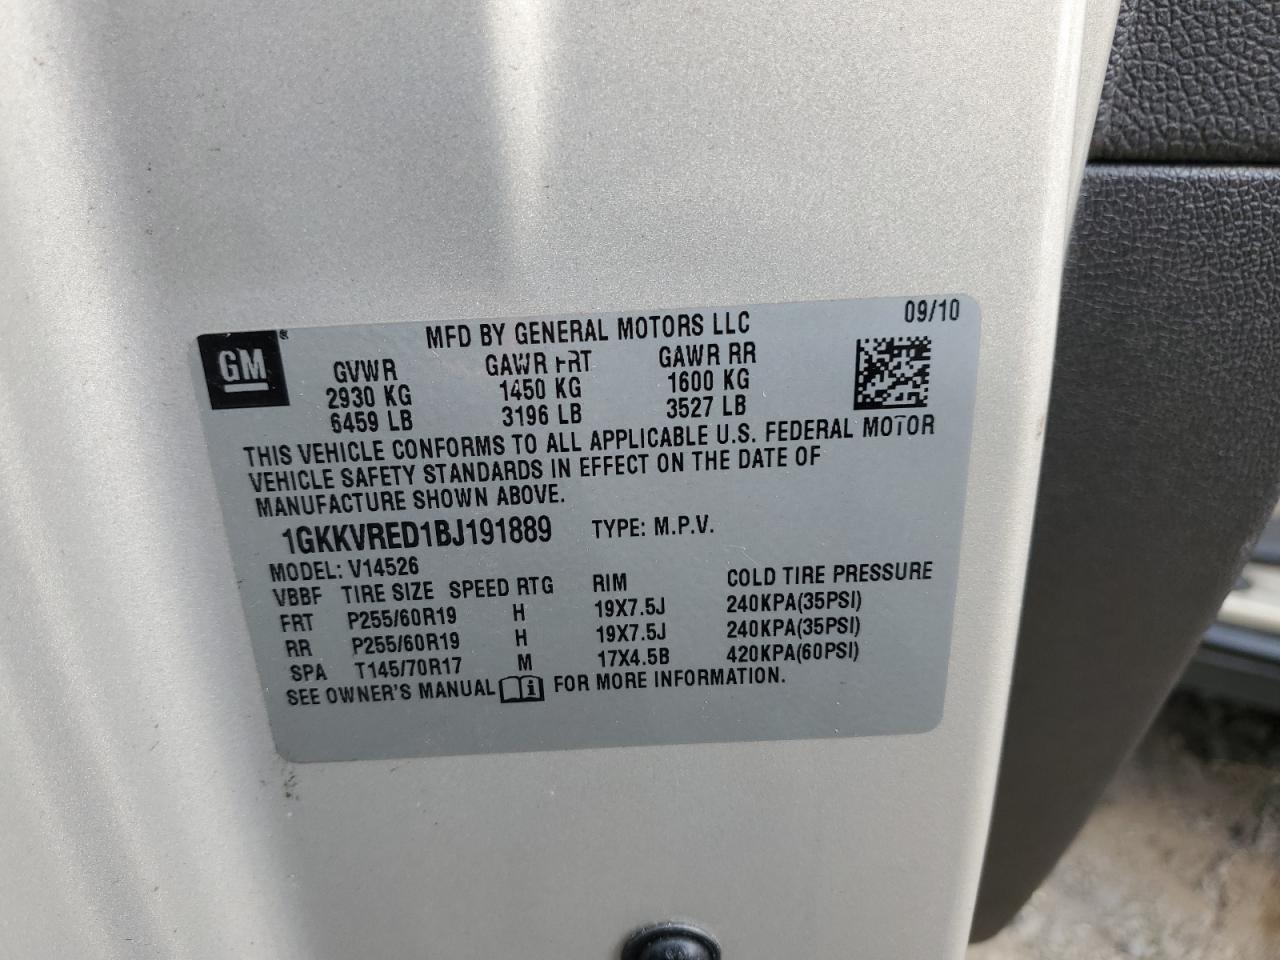 09/10
MFD BY GENERAL MOTORS LLC
GM®
GVWR GAWR FRT GAWR RR
2930 KG 1450 KG 1600 KG
6459 LB 3196 LB 3527 LB
THIS VEHICLE CONFORMS TO ALL APPLICABLE U.S. FEDERAL MOTOR
VEHICLE SAFETY STANDARDS IN EFFECT ON THE DATE OF
MANUFACTURE SHOWN ABOVE.
1GKKVRED1BJ191889 TYPE: M.P.V.
MODEL: V14526
VBBF TIRE SIZE SPEED RTG RIM COLD TIRE PRESSURE
FRT P255/60R19 H 19X7.5J 240KPA(35PSI)
RR P255/60R19 H 19X7.5J 240KPA(35PSI)
SPA T145/70R17 M 17X4.5B 420KPA(60PSI)
SEE OWNER'S MANUAL i FOR MORE INFORMATION.